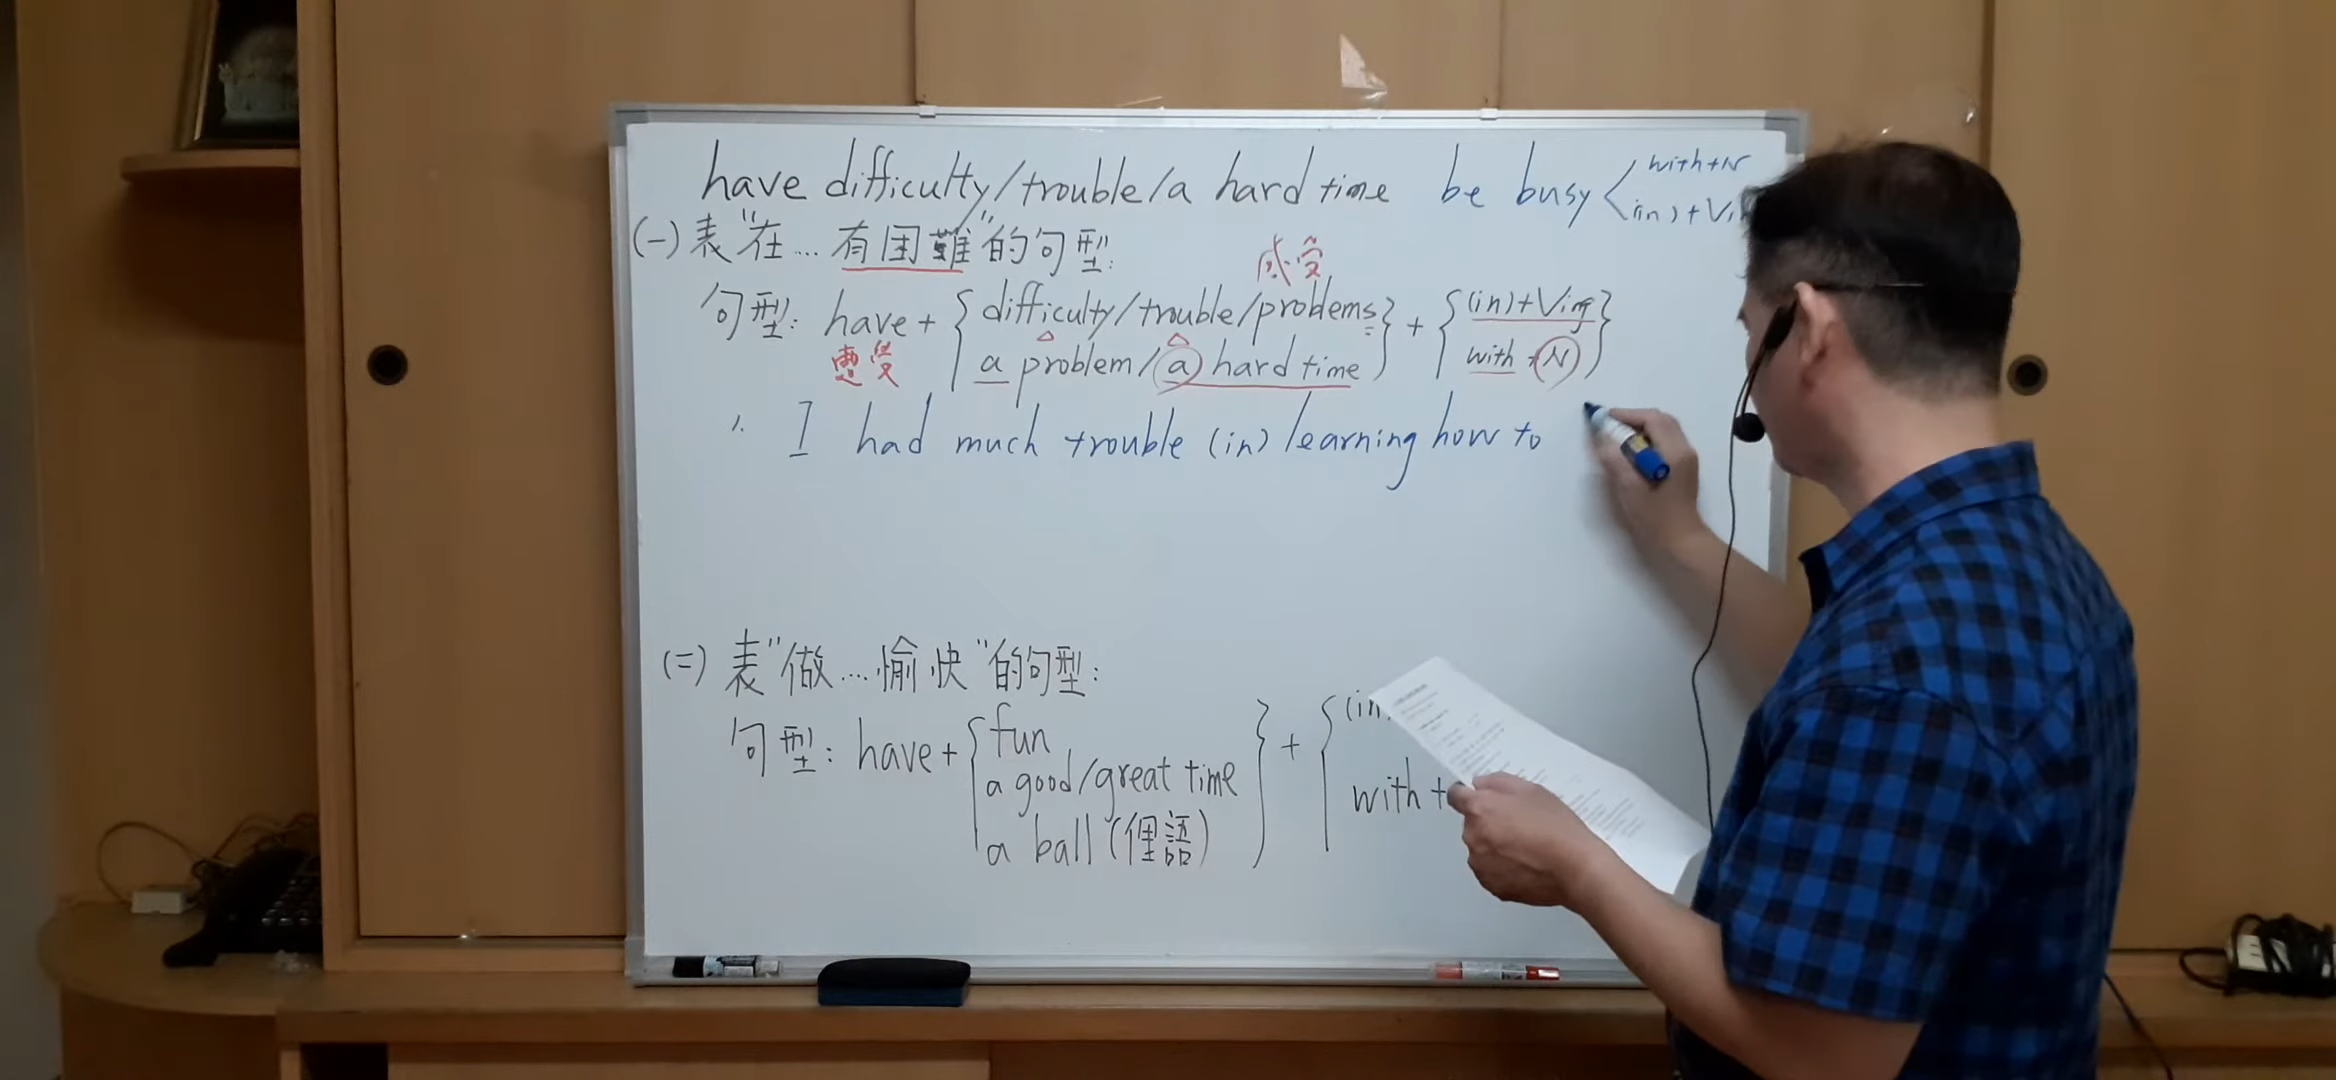 have difficulty/trouble/a hard time be busy with+N
(in)+Vi
(一)表"在...有困難"的句型:
感受
句型: have+ difficulty/trouble/problems + (in)+Ving
a problem/a hard time with+N
1. I had much trouble (in) learning how to
(二)表"做...愉快"的句型:
句型: have+ fun + (in)
a good/great time with +
a ball (俚語)